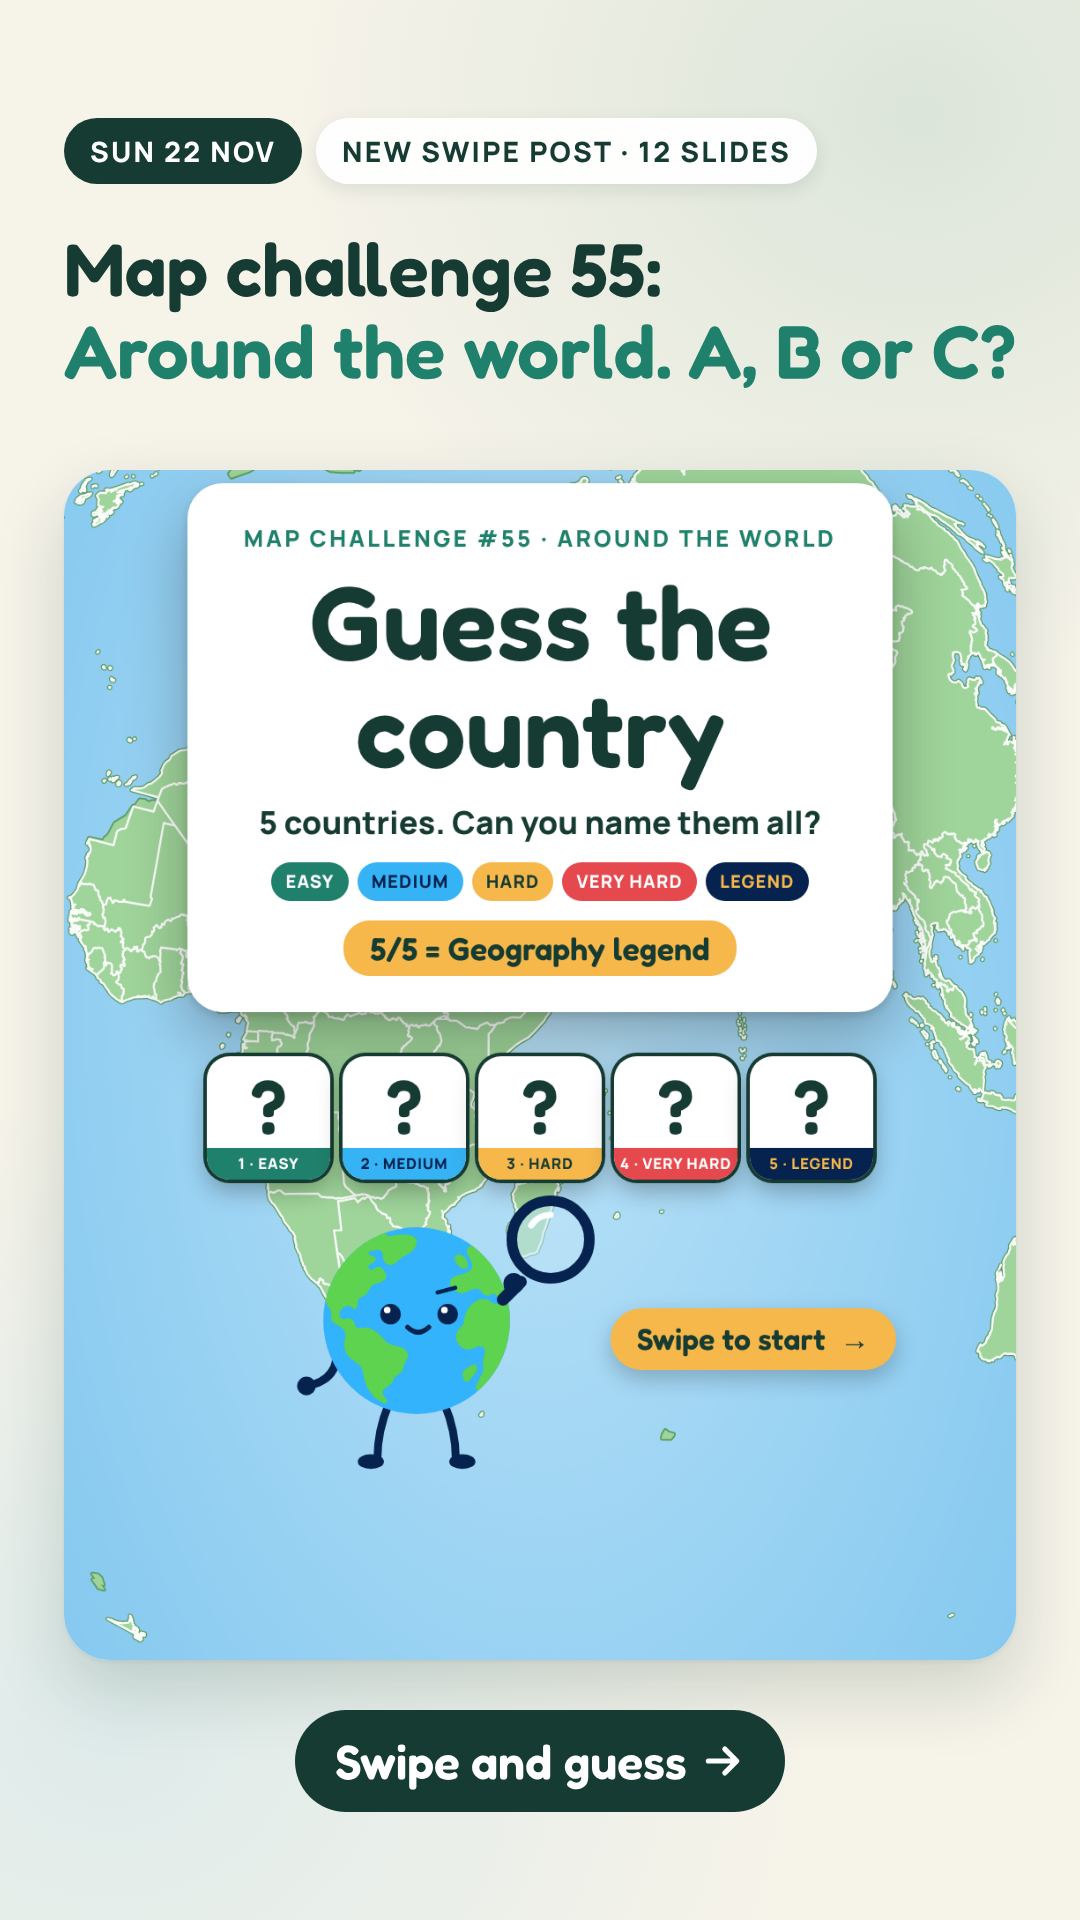 SUN 22 NOV
NEW SWIPE POST · 12 SLIDES
Map challenge 55:
Around the world. A, B or C?
MAP CHALLENGE #55 · AROUND THE WORLD
Guess the
country
5 countries. Can you name them all?
EASY
MEDIUM
HARD
VERY HARD
LEGEND
5/5 = Geography legend
?
?
?
?
?
1 · EASY
2 · MEDIUM
3 · HARD
4 · VERY HARD
5 · LEGEND
Swipe to start →
Swipe and guess →